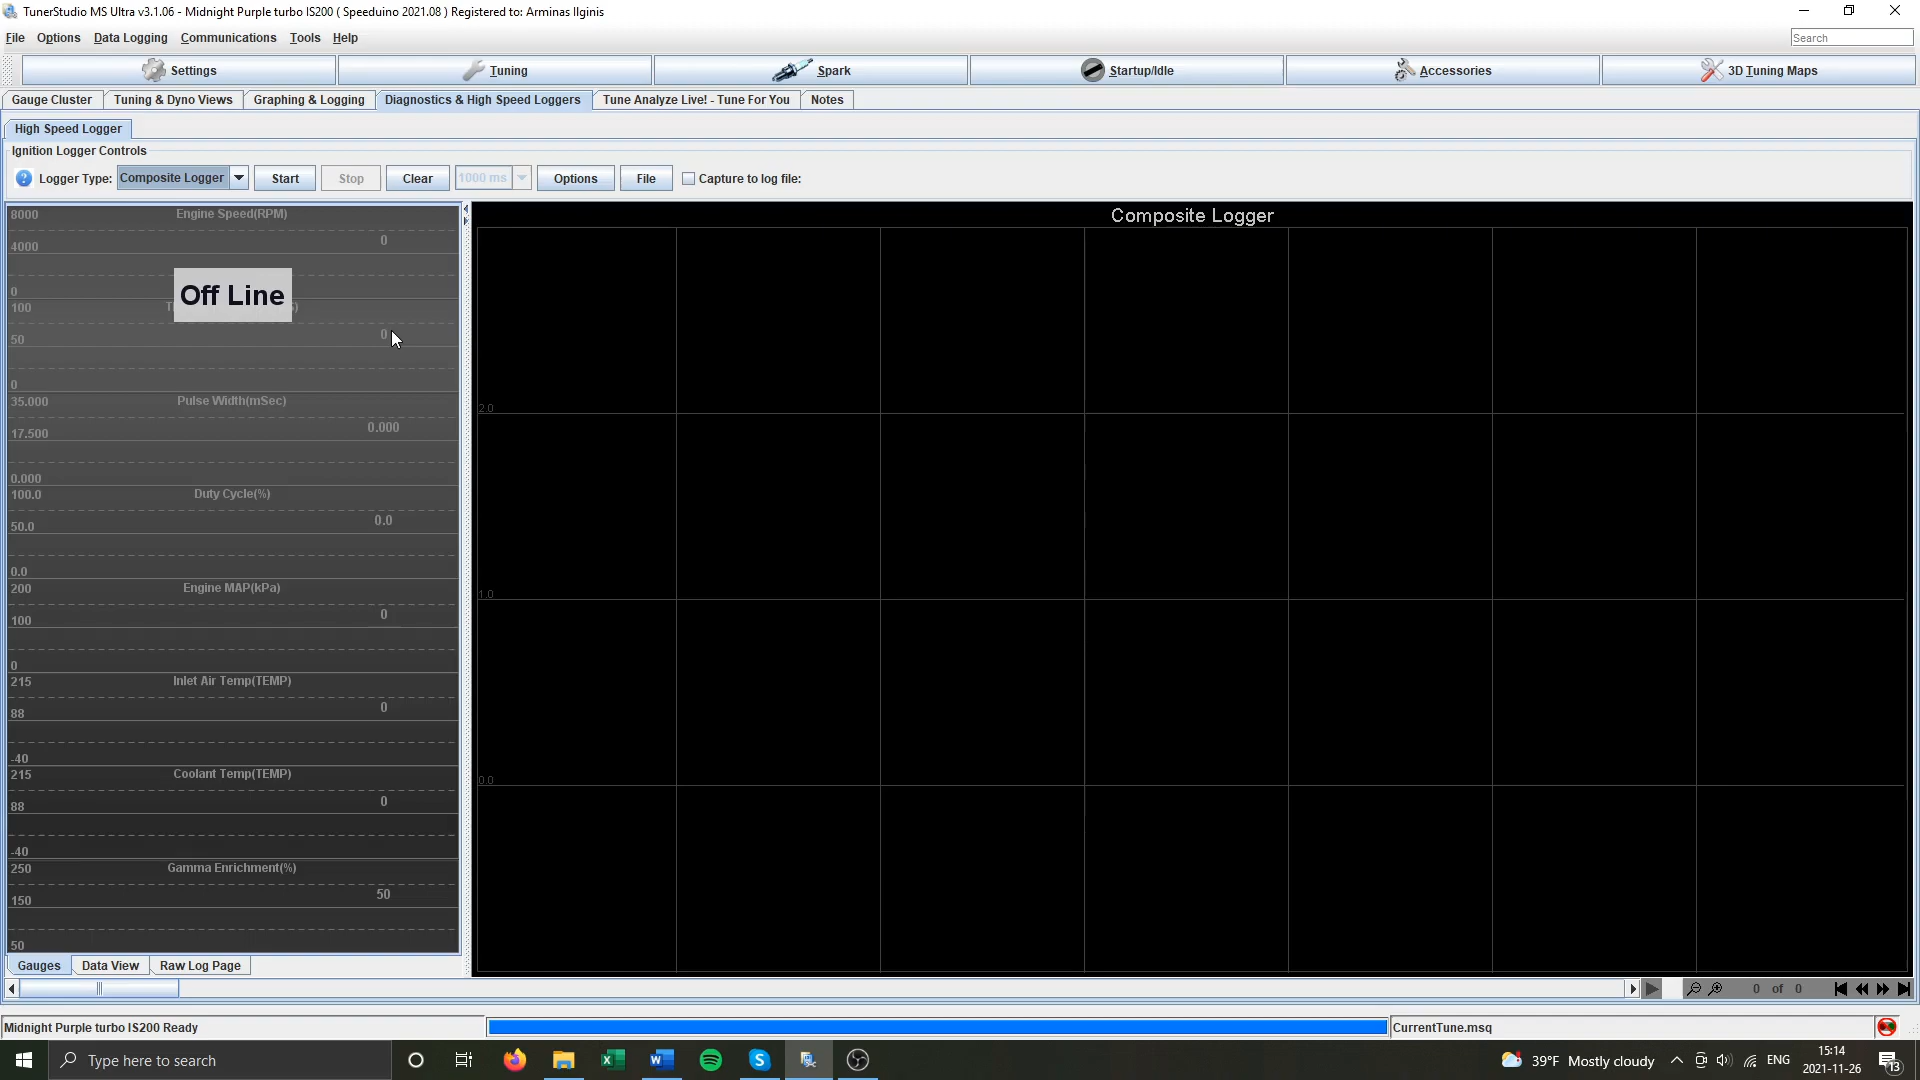 TunerStudio MS Ultra v3.1.06 - Midnight Purple turbo IS200 ( Speeduino 2021.08 ) Registered to: Arminas Ilginis
File Options Data Logging Communications Tools Help
Search
Settings Tuning Spark Startup/Idle Accessories 3D Tuning Maps
Gauge Cluster Tuning & Dyno Views Graphing & Logging Diagnostics & High Speed Loggers Tune Analyze Live! - Tune For You Notes
High Speed Logger
Ignition Logger Controls
Logger Type: Composite Logger Start Stop Clear 1000 ms Options File Capture to log file:
8000 Engine Speed(RPM)
0
4000
0
Off Line
100
0
50
0
35.000 Pulse Width(mSec)
0.000
17.500
0.000
100.0 Duty Cycle(%)
0.0
50.0
0.0
200 Engine MAP(kPa)
0
100
0
215 Inlet Air Temp(TEMP)
0
88
-40
215 Coolant Temp(TEMP)
0
88
-40
250 Gamma Enrichment(%)
50
150
50
Composite Logger
2.0
1.0
0.0
Gauges Data View Raw Log Page
0 of 0
Midnight Purple turbo IS200 Ready
CurrentTune.msq
Type here to search
39°F Mostly cloudy
ENG
15:14
2021-11-26
13